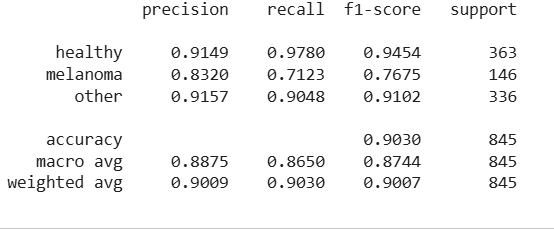 precision recall f1-score support
healthy 0.9149 0.9780 0.9454 363
melanoma 0.8320 0.7123 0.7675 146
other 0.9157 0.9048 0.9102 336
accuracy 0.9030 845
macro avg 0.8875 0.8650 0.8744 845
weighted avg 0.9009 0.9030 0.9007 845